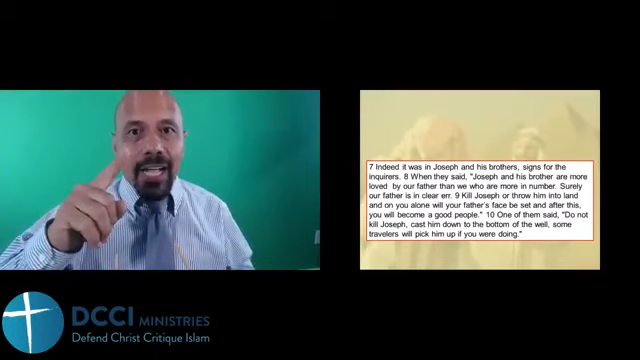 7 Indeed it was in Joseph and his brothers, signs for the
inquirers. 8 When they said, "Joseph and his brother are more
loved by our father than we who are more in number. Surely
our father is in clear err. 9 Kill Joseph or throw him into land
and on you alone will your father's face be set and after this,
you will become a good people." 10 One of them said, "Do not
kill Joseph, cast him down to the bottom of the well, some
travelers will pick him up if you were doing."
DCCI MINISTRIES
Defend Christ Critique Islam